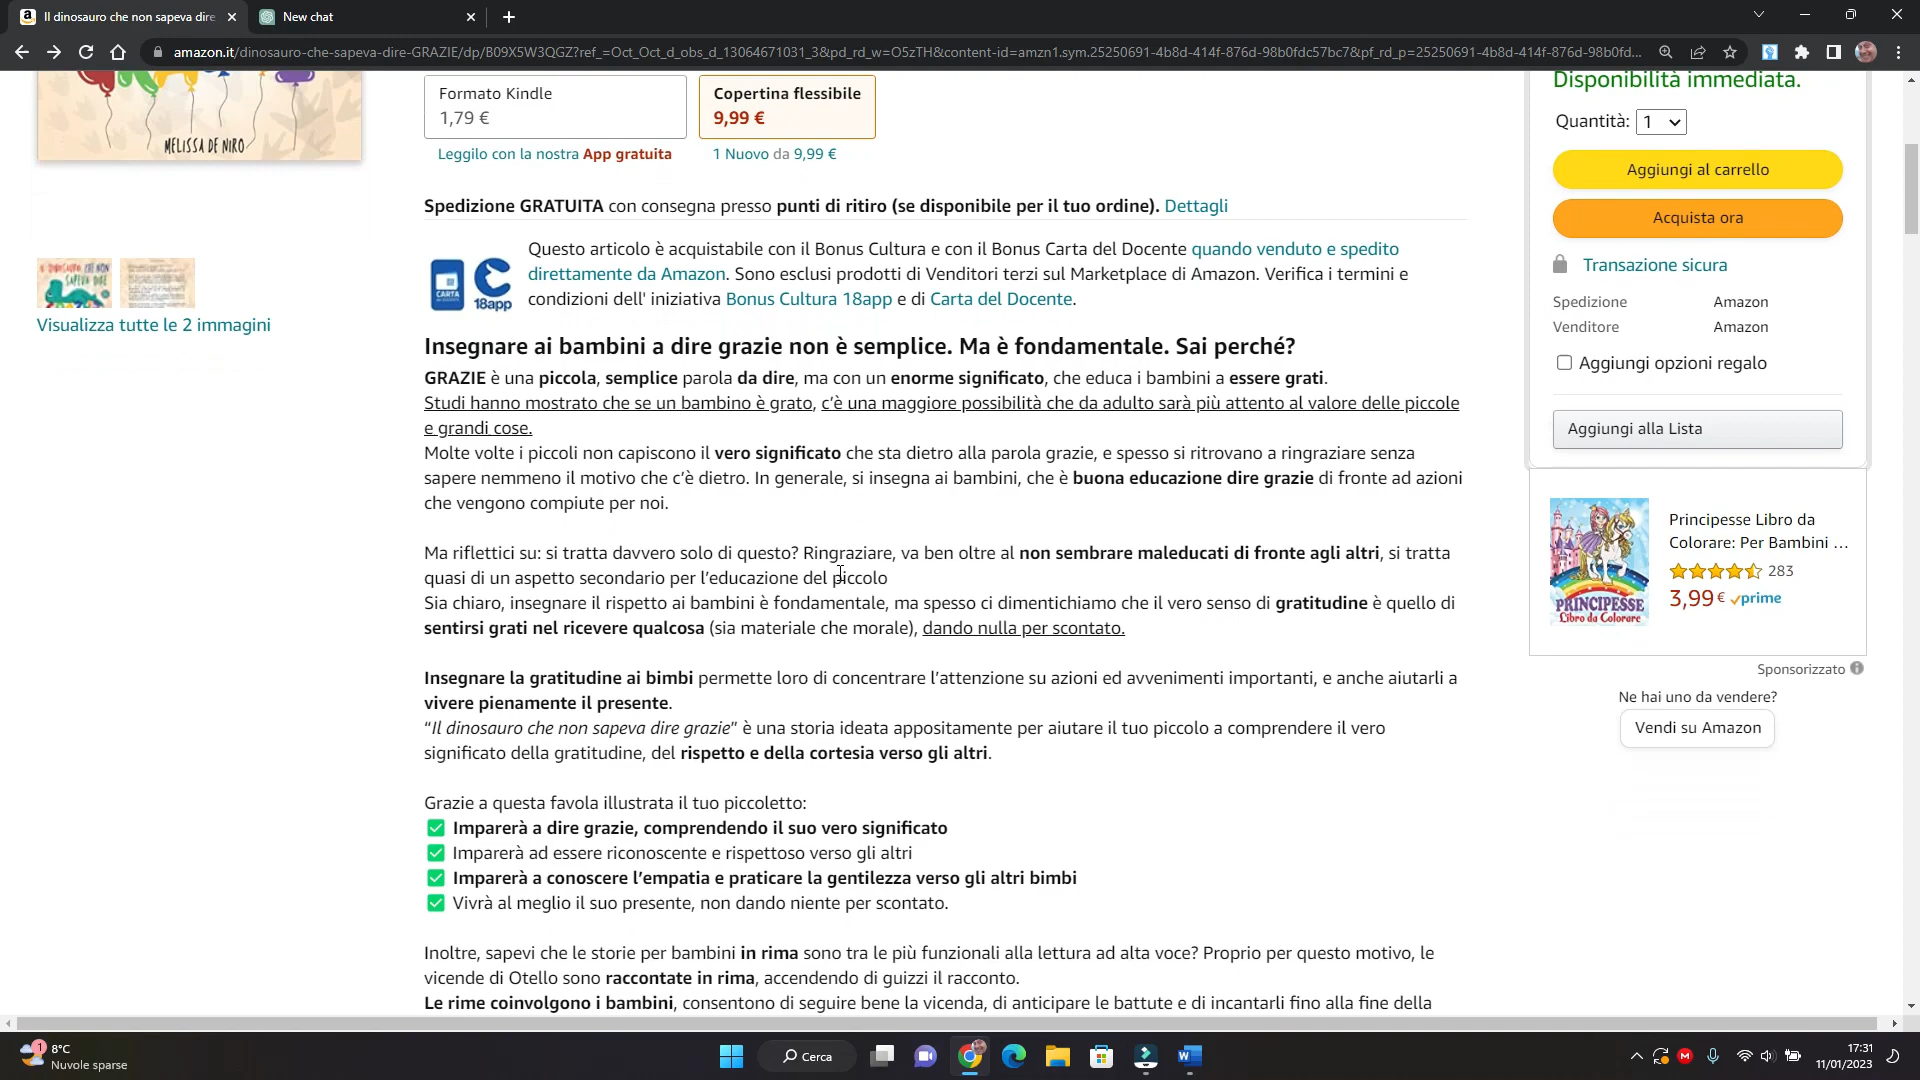 Il dinosauro che non sapeva dire
New chat
amazon.it/dinosauro-che-sapeva-dire-GRAZIE/dp/B09X5W3QGZ?ref_=Oct_Oct_d_obs_d_13064671031_3&pd_rd_w=O5zTH&content-id=amzn1.sym.25250691-4b8d-414f-876d-98b0fdc57bc7&pf_rd_p=25250691-4b8d-414f-876d-98b0fd...
MELISSA DE NIRO
Formato Kindle
1,79 €
Copertina flessibile
9,99 €
Leggilo con la nostra App gratuita
1 Nuovo da 9,99 €
Spedizione GRATUITA con consegna presso punti di ritiro (se disponibile per il tuo ordine). Dettagli
CARTA
18app
Questo articolo è acquistabile con il Bonus Cultura e con il Bonus Carta del Docente quando venduto e spedito
direttamente da Amazon. Sono esclusi prodotti di Venditori terzi sul Marketplace di Amazon. Verifica i termini e
condizioni dell' iniziativa Bonus Cultura 18app e di Carta del Docente.
IL DINOSAURO CHE NON
SAPEVA DIRE
Visualizza tutte le 2 immagini
Insegnare ai bambini a dire grazie non è semplice. Ma è fondamentale. Sai perché?
GRAZIE è una piccola, semplice parola da dire, ma con un enorme significato, che educa i bambini a essere grati.
Studi hanno mostrato che se un bambino è grato, c'è una maggiore possibilità che da adulto sarà più attento al valore delle piccole
e grandi cose.
Molte volte i piccoli non capiscono il vero significato che sta dietro alla parola grazie, e spesso si ritrovano a ringraziare senza
sapere nemmeno il motivo che c'è dietro. In generale, si insegna ai bambini, che è buona educazione dire grazie di fronte ad azioni
che vengono compiute per noi.
Ma riflettici su: si tratta davvero solo di questo? Ringraziare, va ben oltre al non sembrare maleducati di fronte agli altri, si tratta
quasi di un aspetto secondario per l'educazione del piccolo
Sia chiaro, insegnare il rispetto ai bambini è fondamentale, ma spesso ci dimentichiamo che il vero senso di gratitudine è quello di
sentirsi grati nel ricevere qualcosa (sia materiale che morale), dando nulla per scontato.
Insegnare la gratitudine ai bimbi permette loro di concentrare l'attenzione su azioni ed avvenimenti importanti, e anche aiutarli a
vivere pienamente il presente.
"Il dinosauro che non sapeva dire grazie" è una storia ideata appositamente per aiutare il tuo piccolo a comprendere il vero
significato della gratitudine, del rispetto e della cortesia verso gli altri.
Grazie a questa favola illustrata il tuo piccoletto:
✅ Imparerà a dire grazie, comprendendo il suo vero significato
✅ Imparerà ad essere riconoscente e rispettoso verso gli altri
✅ Imparerà a conoscere l'empatia e praticare la gentilezza verso gli altri bimbi
✅ Vivrà al meglio il suo presente, non dando niente per scontato.
Inoltre, sapevi che le storie per bambini in rima sono tra le più funzionali alla lettura ad alta voce? Proprio per questo motivo, le
vicende di Otello sono raccontate in rima, accendendo di guizzi il racconto.
Le rime coinvolgono i bambini, consentono di seguire bene la vicenda, di anticipare le battute e di incantarli fino alla fine della
Disponibilità immediata.
Quantità: 1
Aggiungi al carrello
Acquista ora
Transazione sicura
Spedizione Amazon
Venditore Amazon
Aggiungi opzioni regalo
Aggiungi alla Lista
PRINCIPESSE
Libro da Colorare
Principesse Libro da
Colorare: Per Bambini ...
283
3,99 € prime
Sponsorizzato
Ne hai uno da vendere?
Vendi su Amazon
1
8°C
Nuvole sparse
Cerca
17:31
11/01/2023